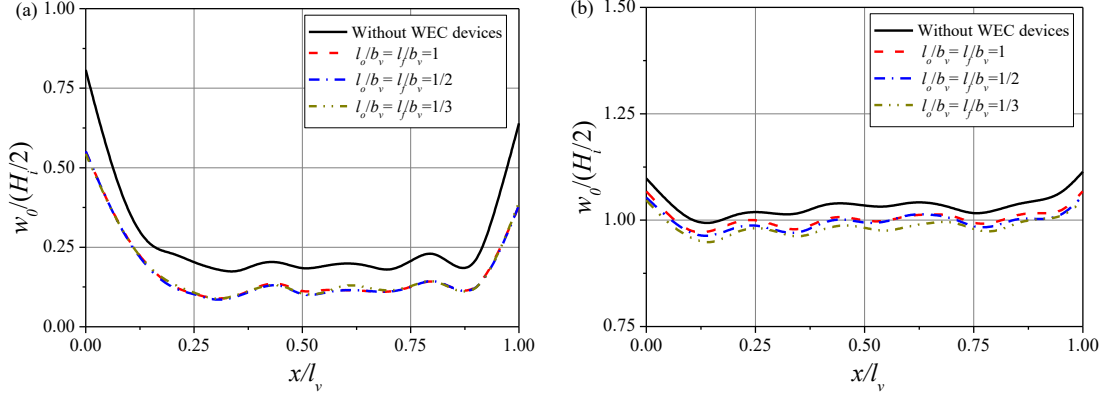 (a)
1.00
0.75
0.50
0.25
0.00
w0/(Hi/2)
Without WEC devices
lo/bv= lf/bv=1
lo/bv= lf/bv=1/2
lo/bv= lf/bv=1/3
0.00 0.25 0.50 0.75 1.00
x/lv
(b)
1.50
1.25
1.00
0.75
w0/(Hi/2)
Without WEC devices
lo/bv= lf/bv=1
lo/bv= lf/bv=1/2
lo/bv= lf/bv=1/3
0.00 0.25 0.50 0.75 1.00
x/lv